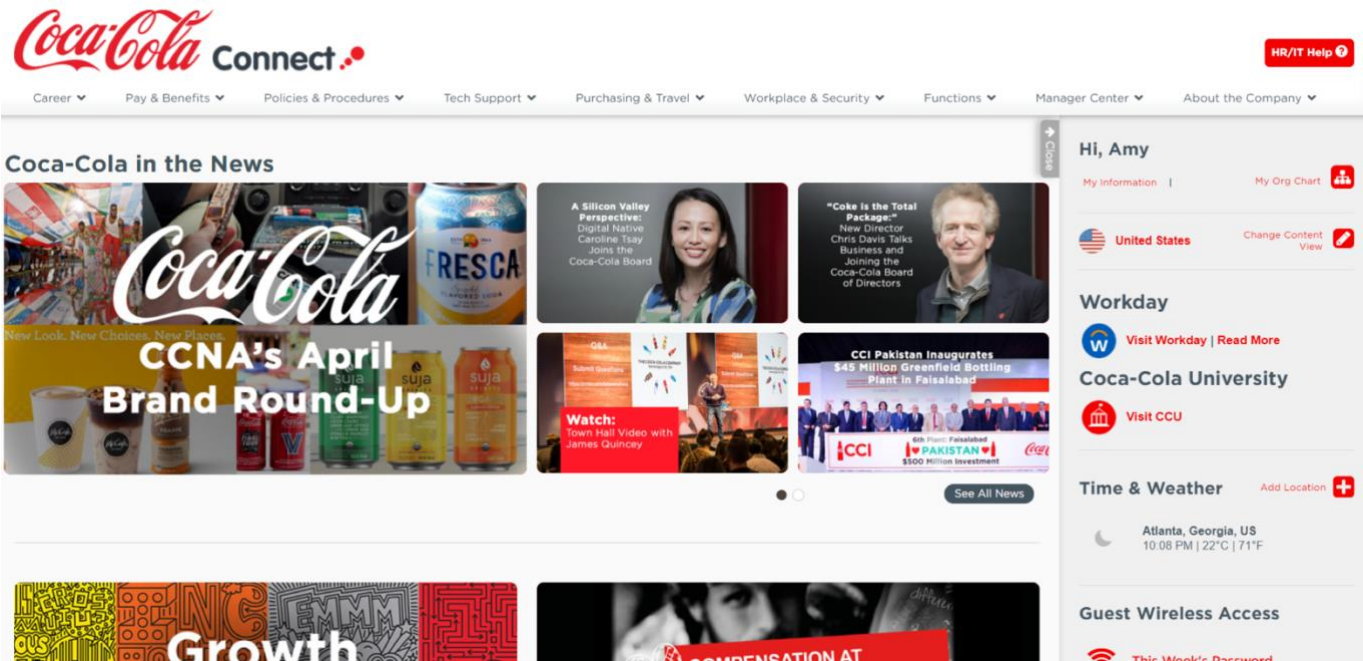 Coca-Cola Connect
HR/IT Help ?
Career
Pay & Benefits
Policies & Procedures
Tech Support
Purchasing & Travel
Workplace & Security
Functions
Manager Center
About the Company
Close
Coca-Cola in the News
Coca-Cola
CCNA's April
Brand Round-Up
FRESCA
FLAVORED SODA
New Look. New Choices. New Places.
suja
suja
suja
A Silicon Valley
Perspective:
Digital Native
Caroline Tsay
Joins the
Coca-Cola Board
"Coke is the Total
Package:"
New Director
Chris Davis Talks
Business and
Joining the
Coca-Cola Board
of Directors
Q&A
Submit Questions
Q&A
Watch:
Town Hall Video with
James Quincey
CCI Pakistan Inaugurates
$45 Million Greenfield Bottling
Plant in Faisalabad
CCI
6th Plant: Faisalabad
PAKISTAN
$500 Million Investment
See All News
Growth
COMPENSATION AT
Hi, Amy
My Information |
My Org Chart
United States
Change Content
View
Workday
Visit Workday | Read More
Coca-Cola University
Visit CCU
Time & Weather
Add Location
Atlanta, Georgia, US
10:08 PM | 22°C | 71°F
Guest Wireless Access
This Week's Password